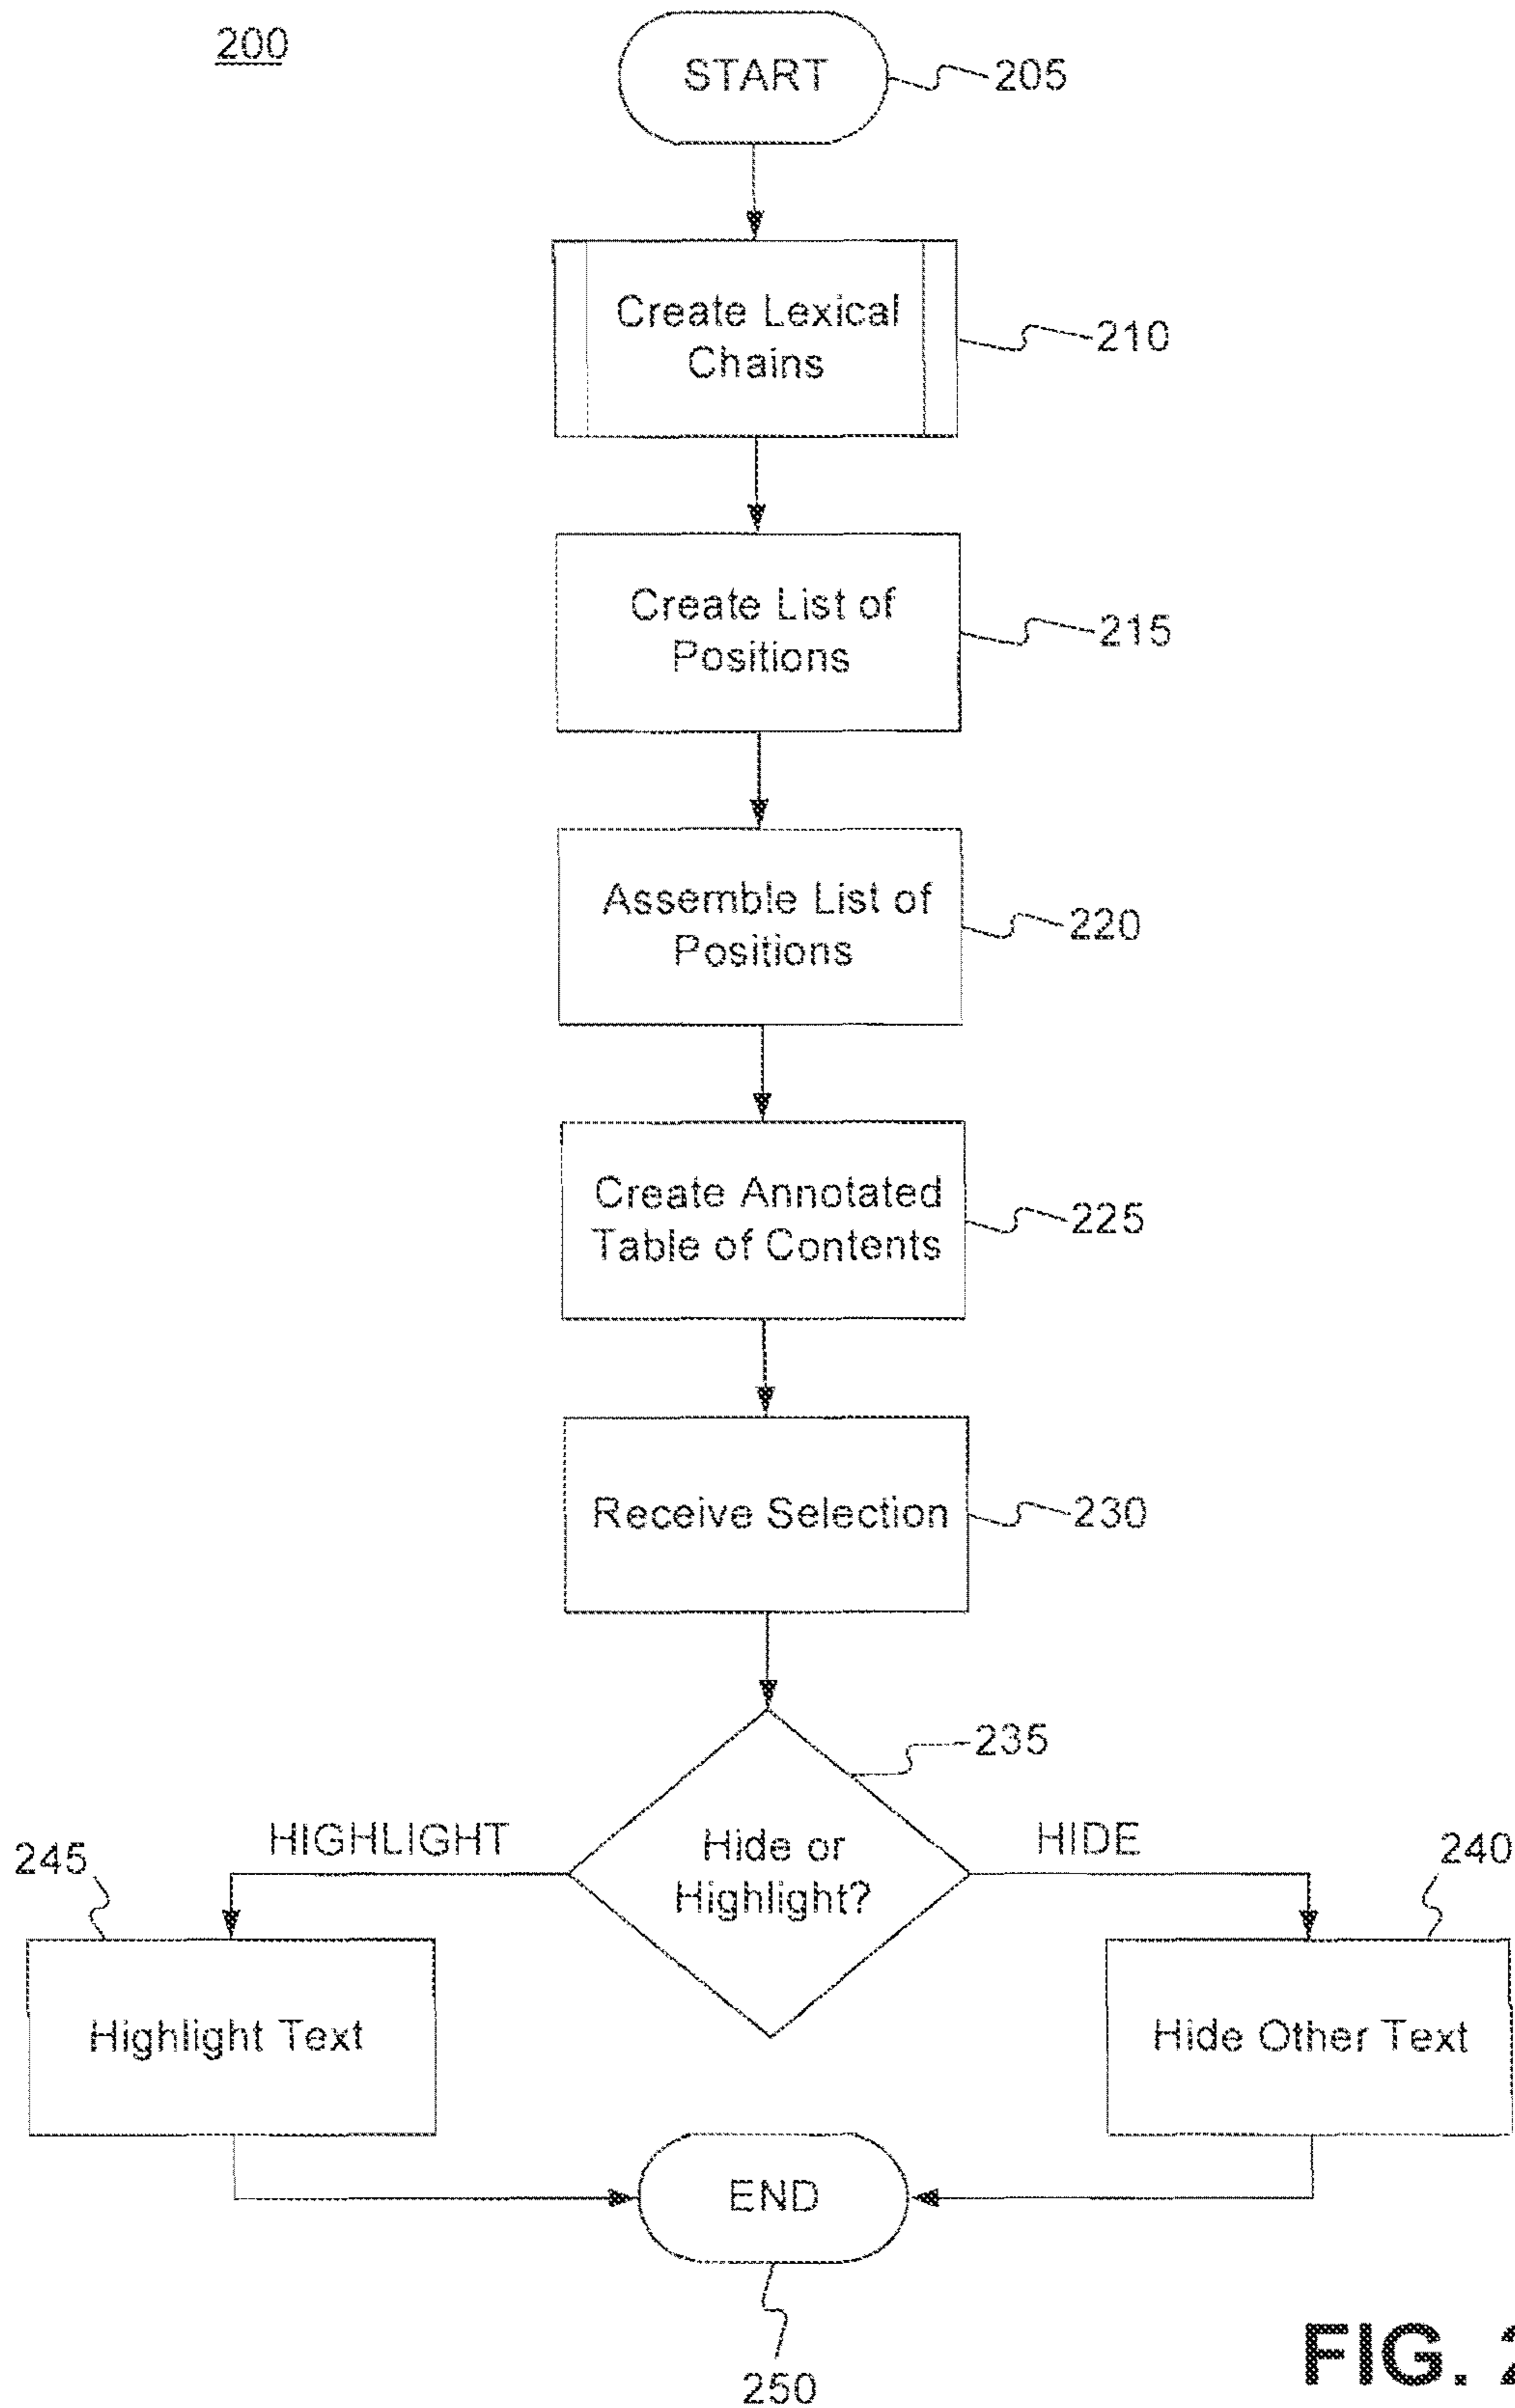 200
START
205
Create Lexical
Chains
210
Create List of
Positions
215
Assemble List of
Positions
220
Create Annotated
Table of Contents
225
Receive Selection
230
235
HIGHLIGHT
Hide or
Highlight?
HIDE
245
240
Highlight Text
Hide Other Text
END
250
FIG. 2